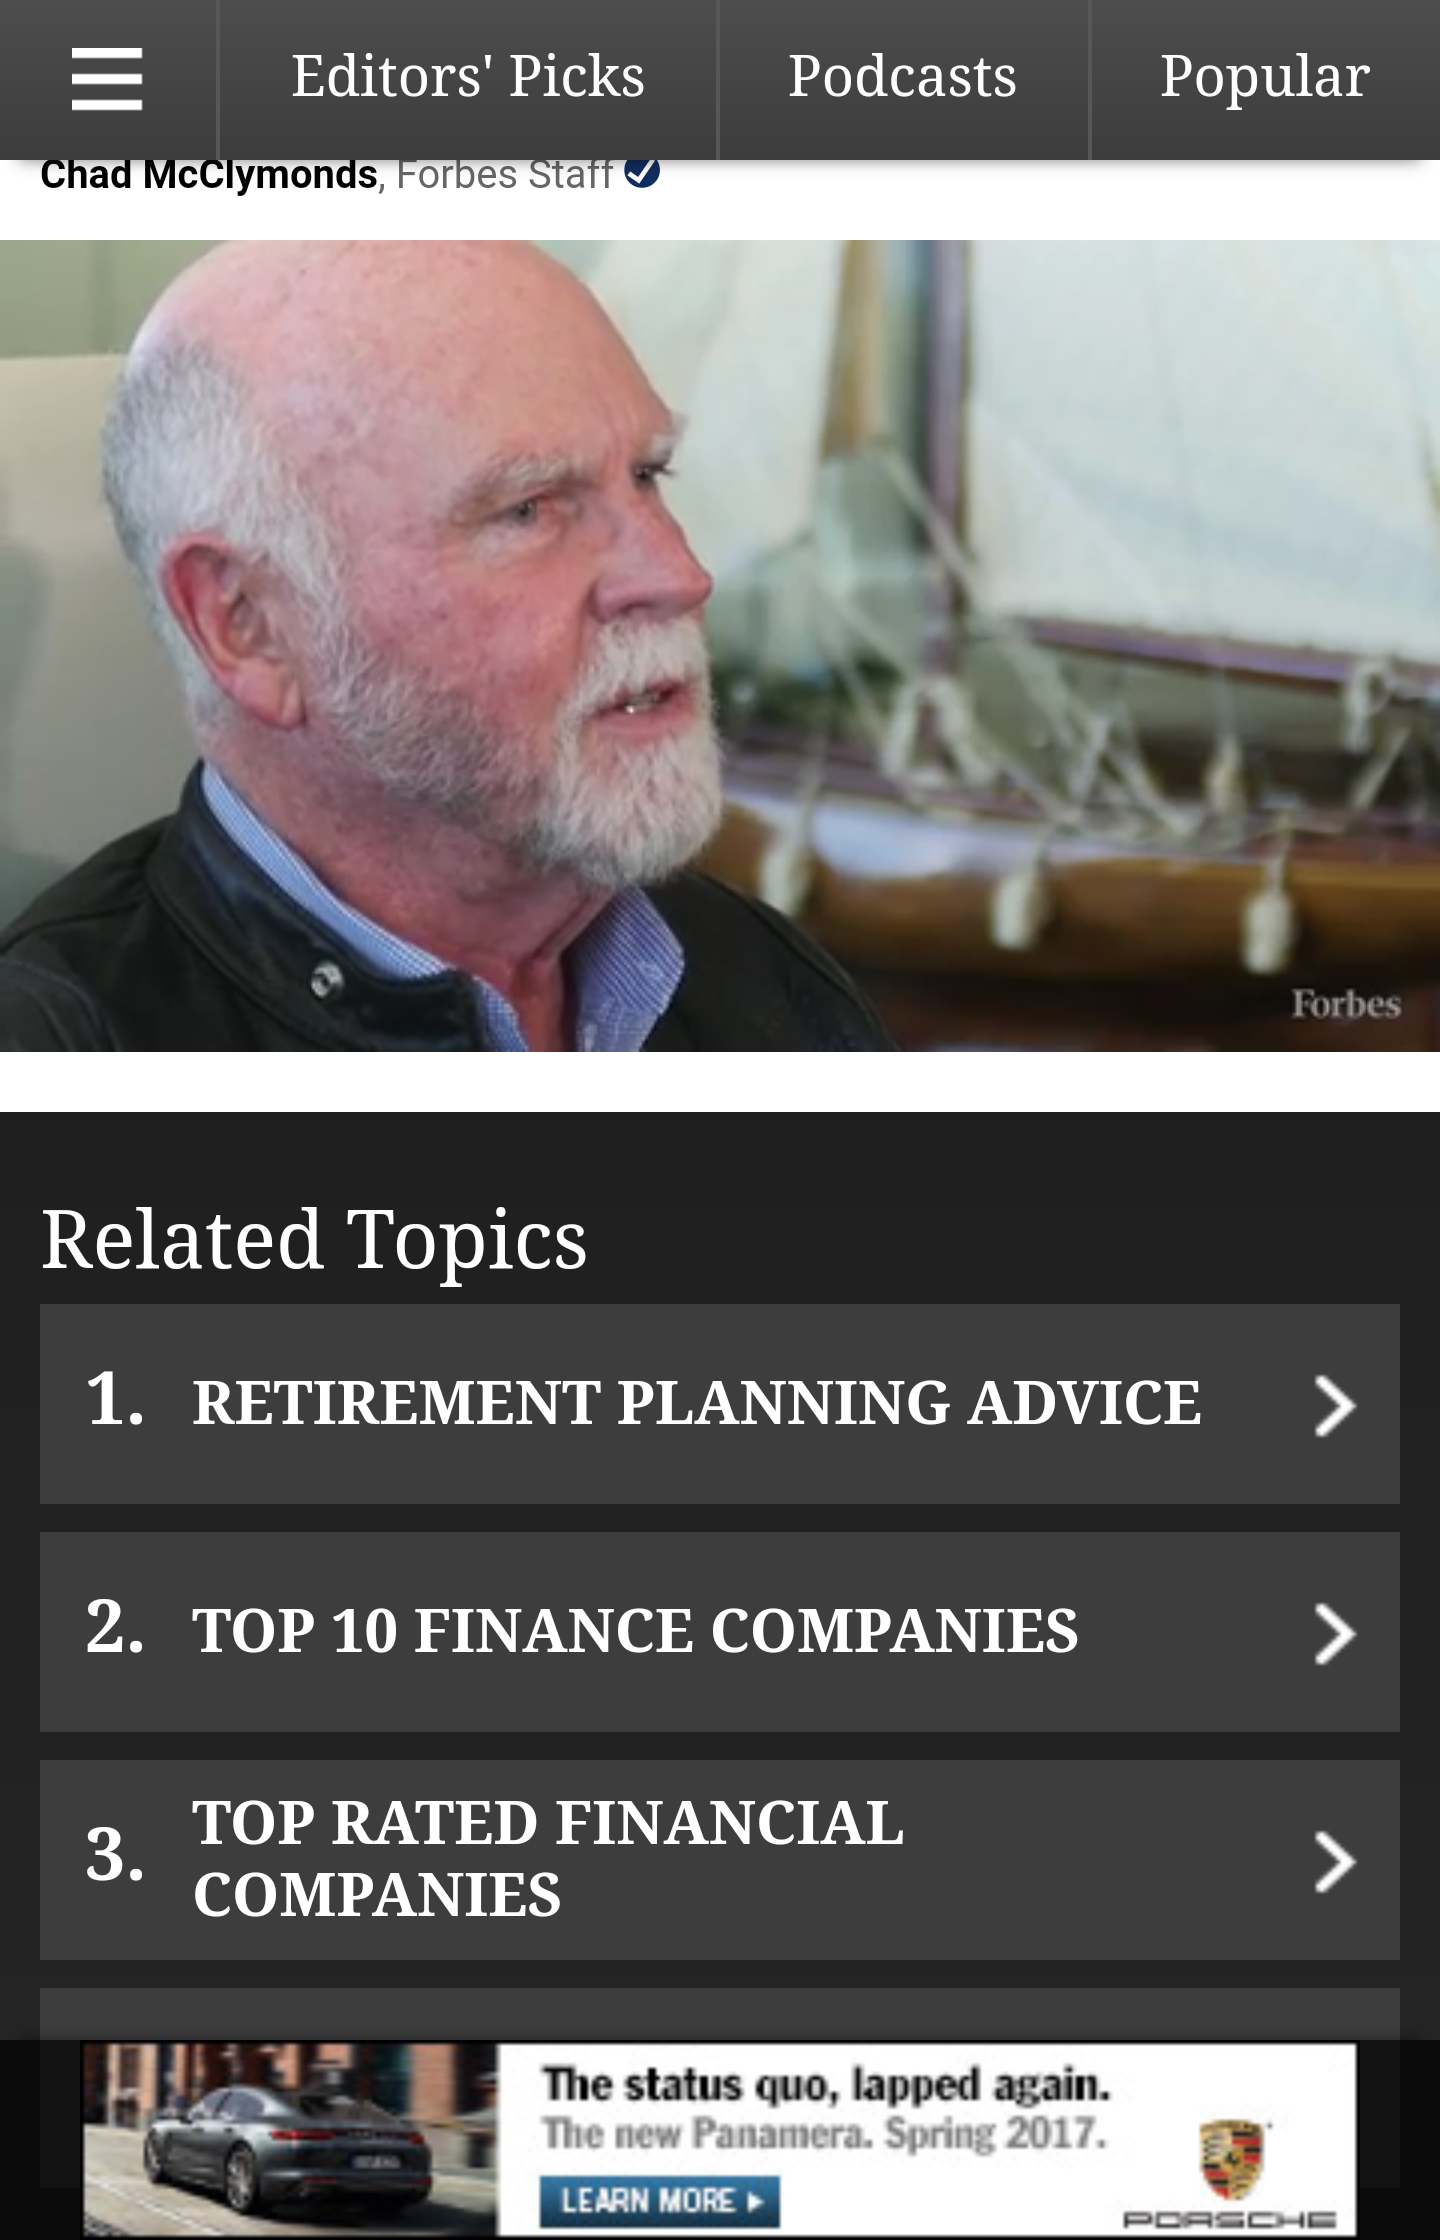 Editors' Picks Podcasts Popular
Chad McClymonds, Forbes Staff
Forbes
Related Topics
1. RETIREMENT PLANNING ADVICE
2. TOP 10 FINANCE COMPANIES
3. TOP RATED FINANCIAL
COMPANIES
The status quo, lapped again.
The new Panamera. Spring 2017.
LEARN MORE
PORSCHE